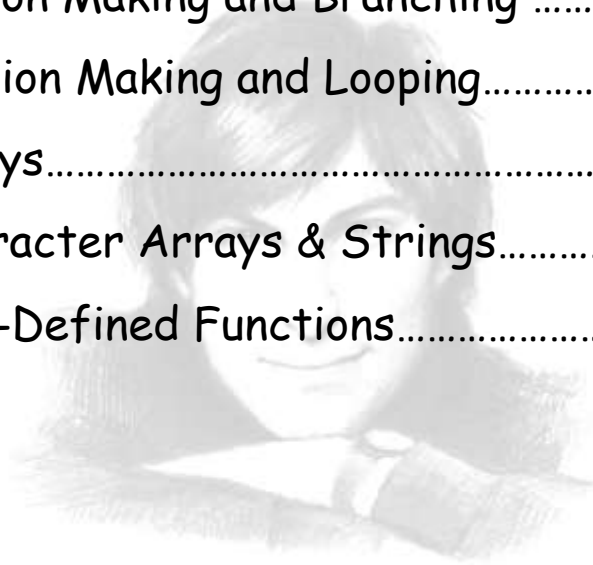 on Making and Branching ......
ion Making and Looping............
ys......................................................
racter Arrays & Strings..........
-Defined Functions...................